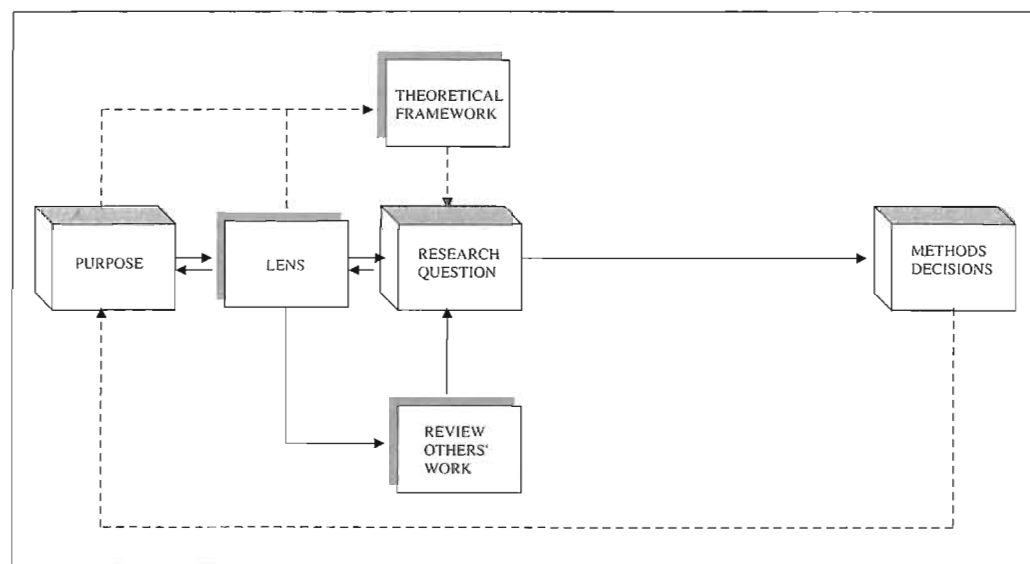 THEORETICAL
FRAMEWORK
PURPOSE
LENS
RESEARCH
QUESTION
METHODS
DECISIONS
REVIEW
OTHERS'
WORK